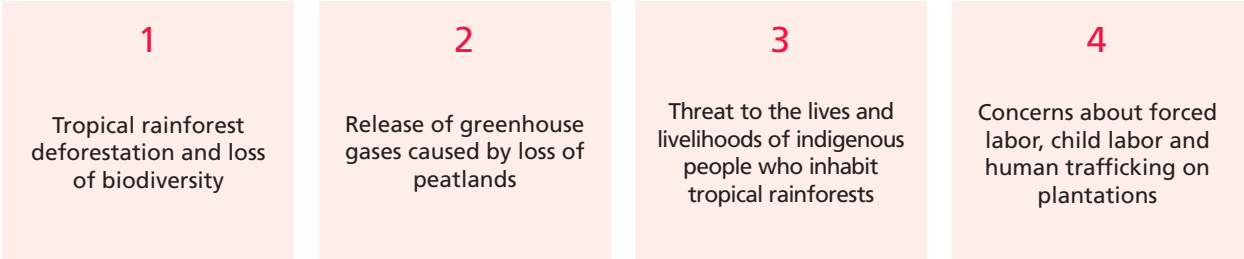 1
Tropical rainforest
deforestation and loss
of biodiversity
2
Release of greenhouse
gases caused by loss of
peatlands
3
Threat to the lives and
livelihoods of indigenous
people who inhabit
tropical rainforests
4
Concerns about forced
labor, child labor and
human trafficking on
plantations